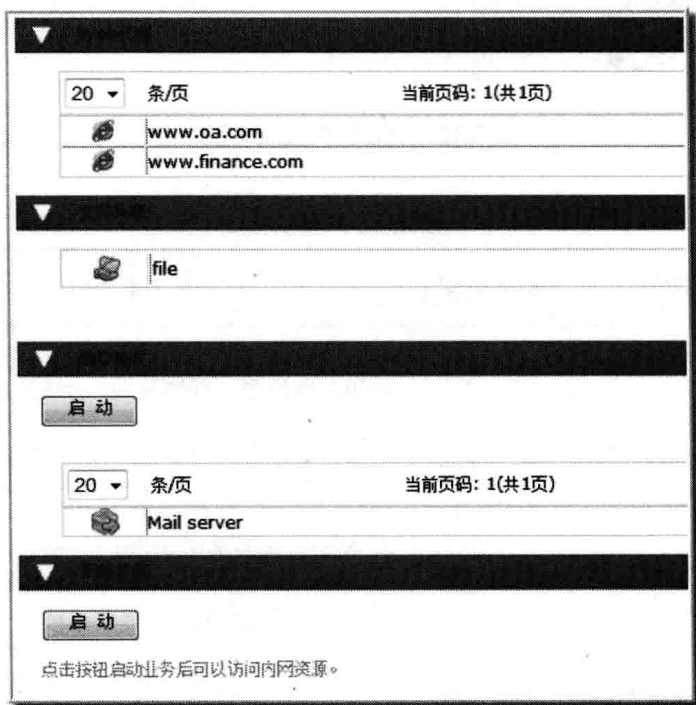 20 条/页 当前页码: 1(共1页)
www.oa.com
www.finance.com
file
启 动
20 条/页 当前页码: 1(共1页)
Mail server
启 动
点击按钮启动业务后可以访问内网资源。